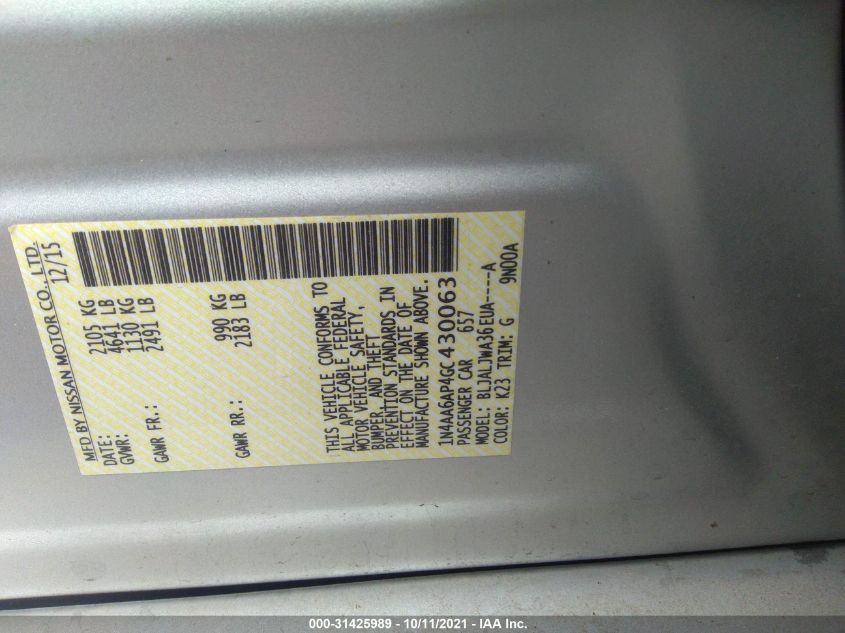 MFD BY NISSAN MOTOR CO., LTD.
DATE: 12/15
GVWR: 2105 KG
4641 LB
GAWR FR.: 1130 KG
2491 LB
GAWR RR.: 990 KG
2183 LB
THIS VEHICLE CONFORMS TO
ALL APPLICABLE FEDERAL
MOTOR VEHICLE SAFETY,
BUMPER, AND THEFT
PREVENTION STANDARDS IN
EFFECT ON THE DATE OF
MANUFACTURE SHOWN ABOVE.
1N4AA6AP4GC430063
PASSENGER CAR 657
MODEL: BLJALJWA36EUA----A
COLOR: K23 TRIM: G 9N00A
000-31425989 - 10/11/2021 - IAA Inc.